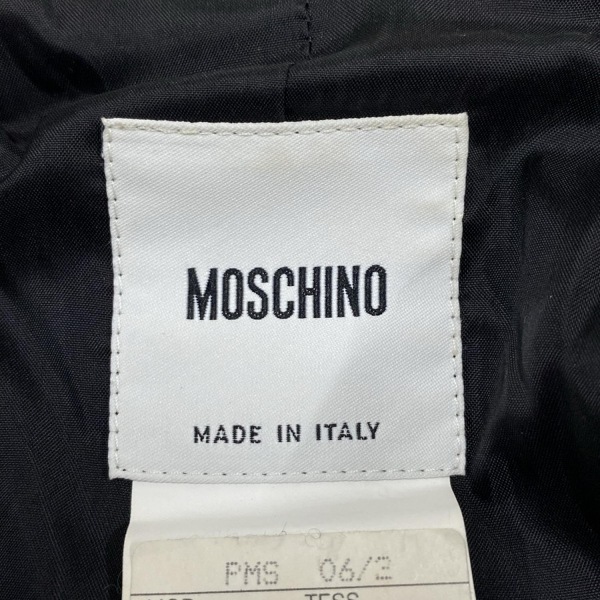 MOSCHINO
MADE IN ITALY
PMS 06/2
TESS